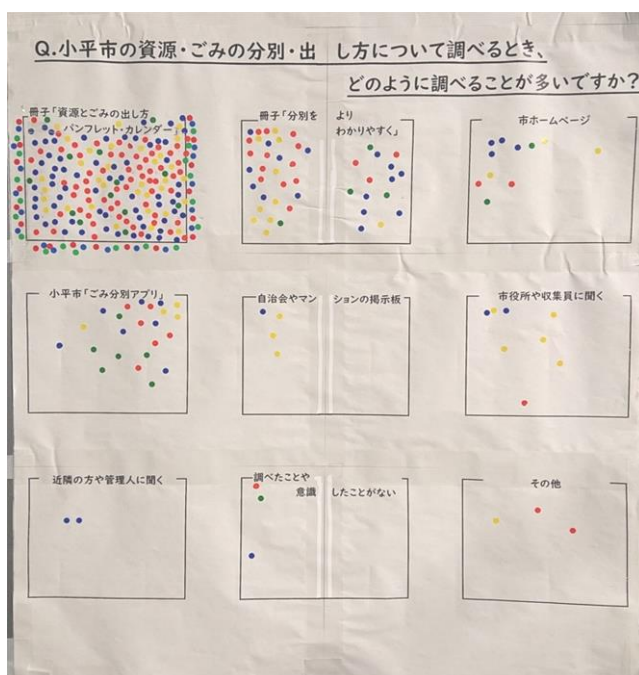 Q.小平市の資源・ごみの分別・出し方について調べるとき、
どのように調べることが多いですか?
冊子「資源とごみの出し方
パンフレット・カレンダー」
冊子「分別を より
わかりやすく」
市ホームページ
小平市「ごみ分別アプリ」
自治会やマンションの掲示板
市役所や収集員に聞く
近隣の方や管理人に聞く
調べたことや
意識したことがない
その他